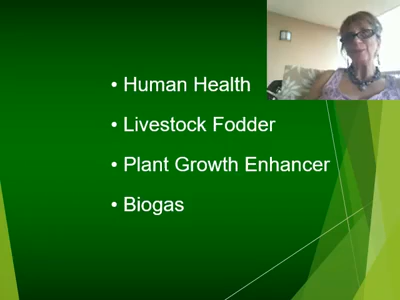 • Human Health
• Livestock Fodder
• Plant Growth Enhancer
• Biogas